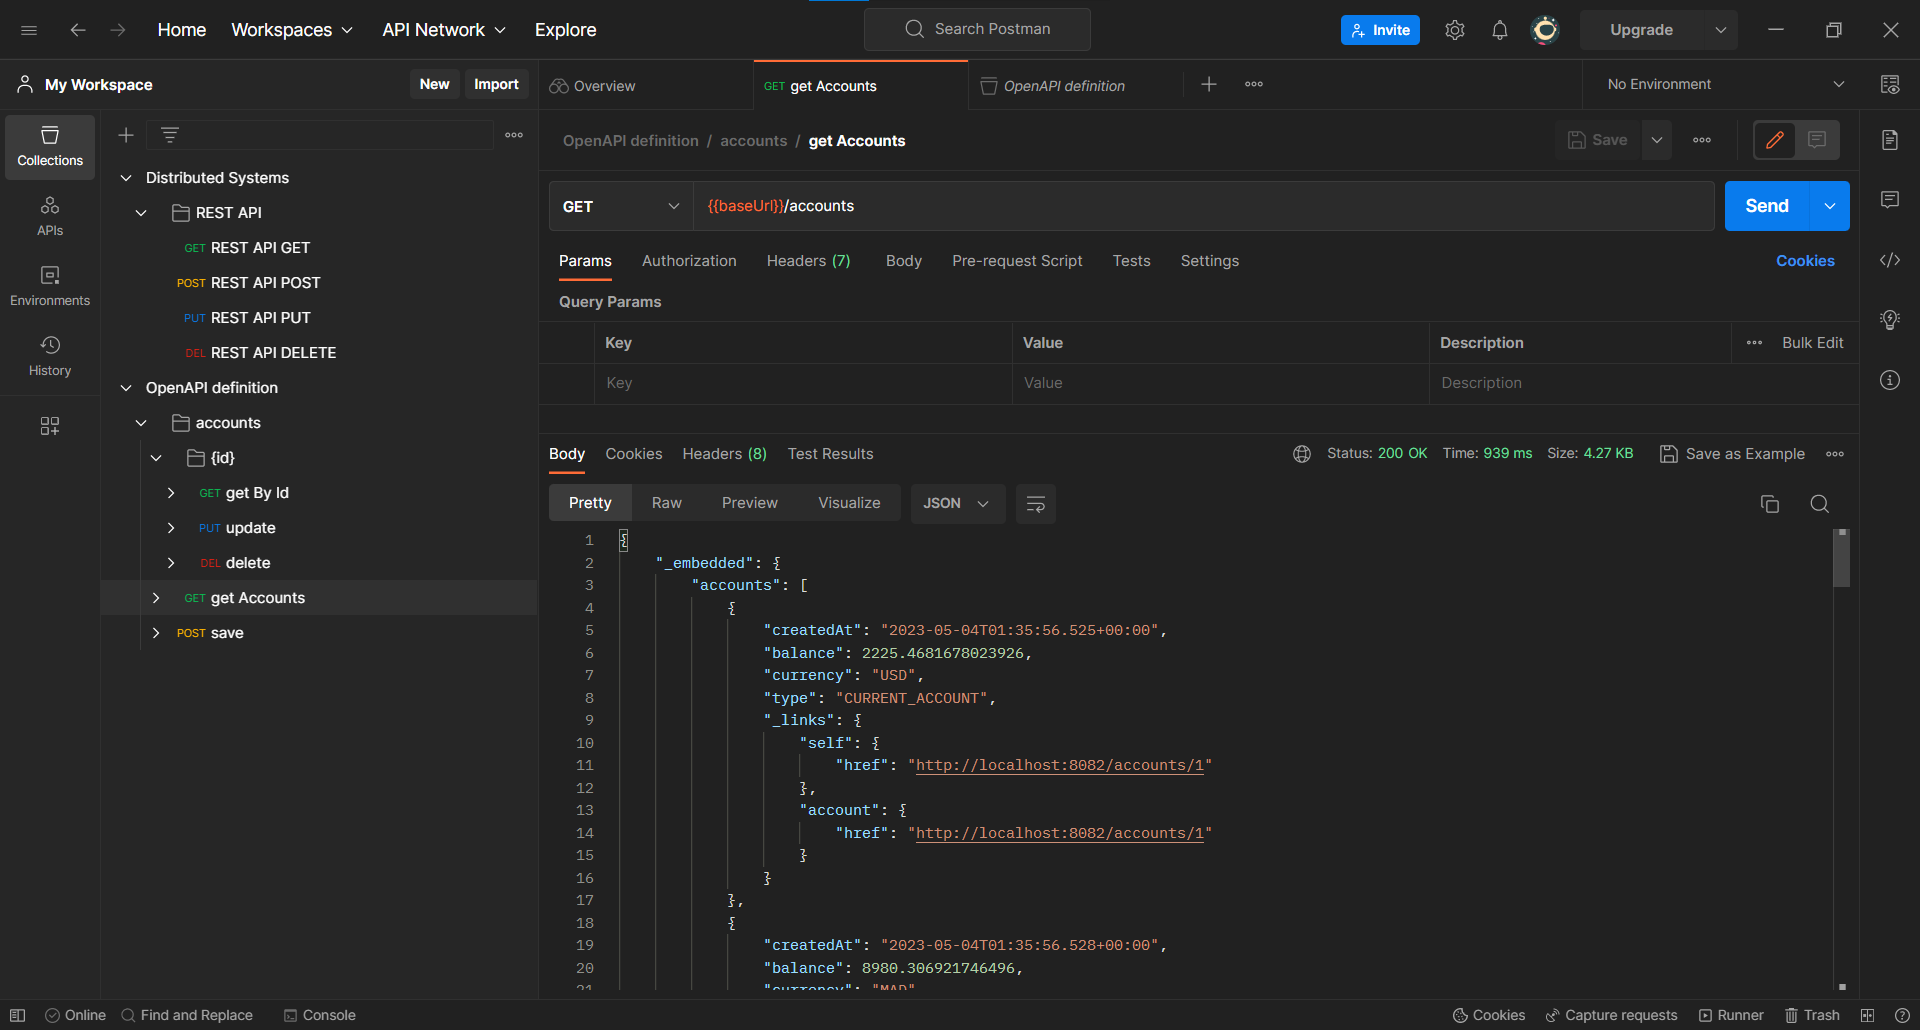 Home Workspaces API Network Explore Search Postman Invite Upgrade
My Workspace New Import Overview GET get Accounts OpenAPI definition No Environment
Collections
APIs
Environments
History
Distributed Systems
REST API
GET REST API GET
POST REST API POST
PUT REST API PUT
DEL REST API DELETE
OpenAPI definition
accounts
{id}
GET get By Id
PUT update
DEL delete
GET get Accounts
POST save
OpenAPI definition / accounts / get Accounts Save
GET {{baseUrl}}/accounts Send
Params Authorization Headers (7) Body Pre-request Script Tests Settings Cookies
Query Params
Key Value Description Bulk Edit
Key Value Description
Body Cookies Headers (8) Test Results Status: 200 OK Time: 939 ms Size: 4.27 KB Save as Example
Pretty Raw Preview Visualize JSON
1 {
2 "_embedded": {
3 "accounts": [
4 {
5 "createdAt": "2023-05-04T01:35:56.525+00:00",
6 "balance": 2225.4681678023926,
7 "currency": "USD",
8 "type": "CURRENT_ACCOUNT",
9 "_links": {
10 "self": {
11 "href": "http://localhost:8082/accounts/1"
12 },
13 "account": {
14 "href": "http://localhost:8082/accounts/1"
15 }
16 }
17 },
18 {
19 "createdAt": "2023-05-04T01:35:56.528+00:00",
20 "balance": 8980.306921746496,
21 "currency": "MAD"
Online Find and Replace Console Cookies Capture requests Runner Trash